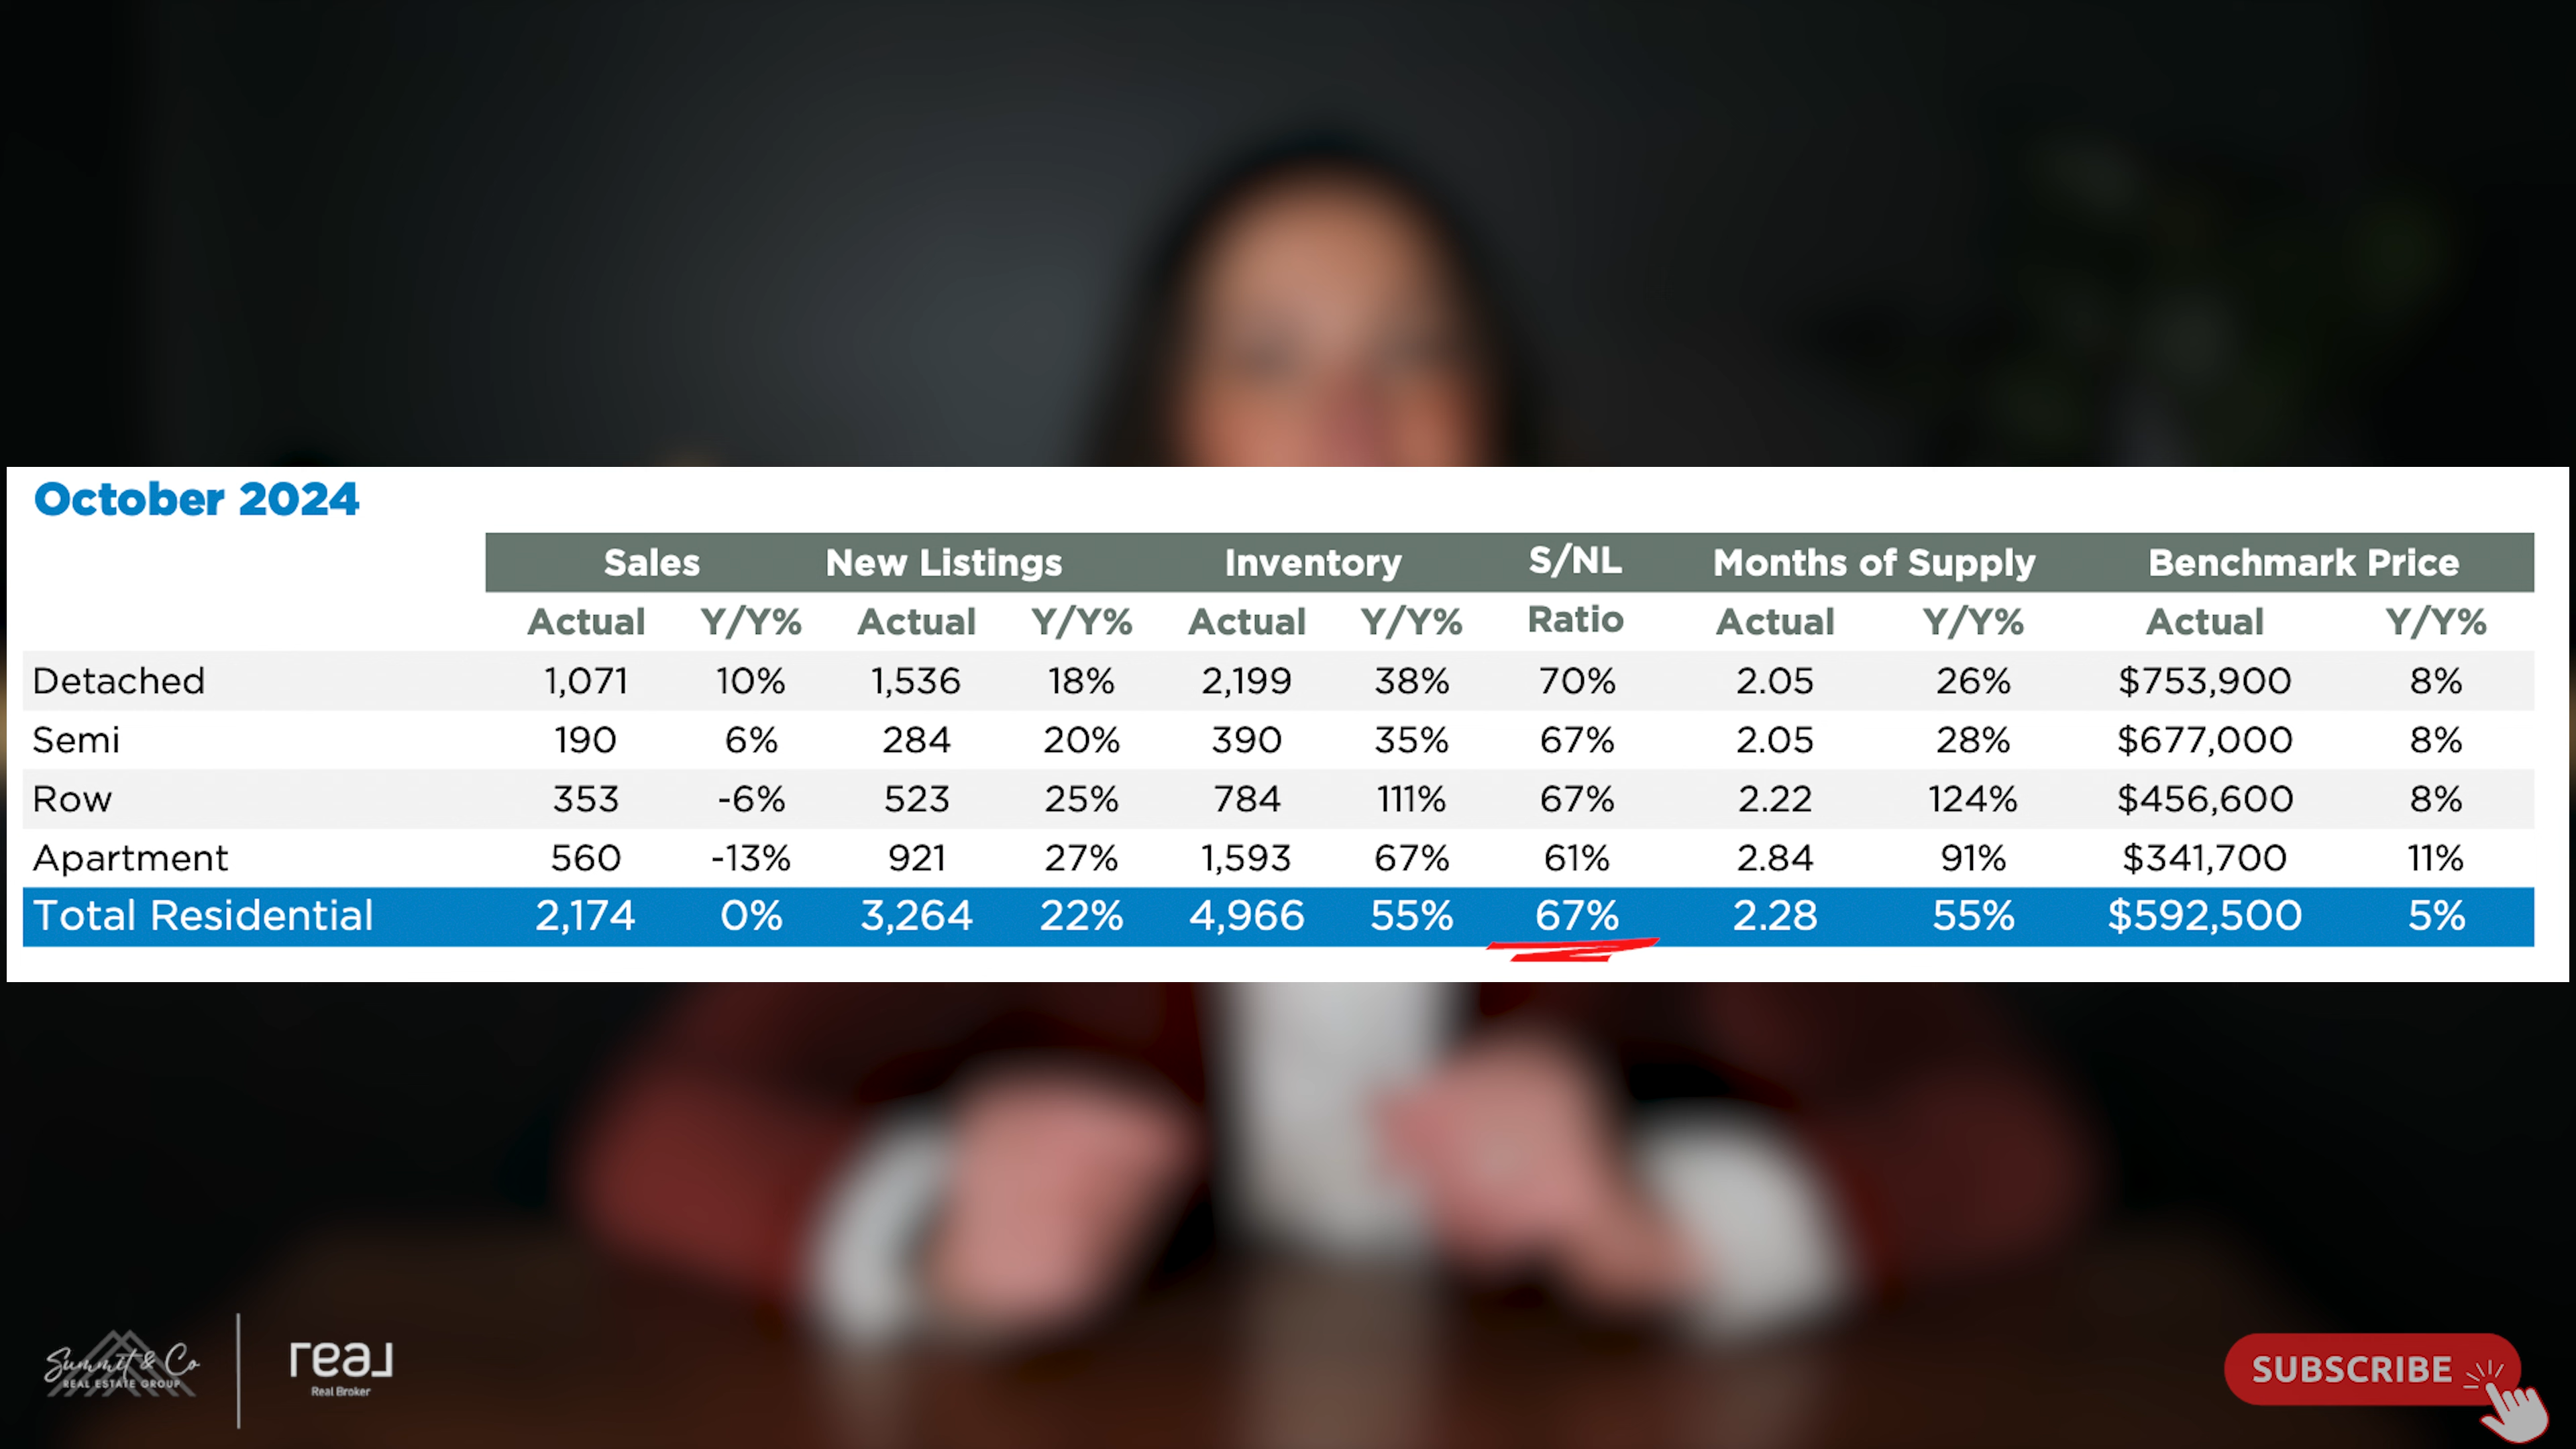 October 2024
Sales New Listings Inventory S/NL Months of Supply Benchmark Price
Actual Y/Y% Actual Y/Y% Actual Y/Y% Ratio Actual Y/Y% Actual Y/Y%
Detached 1,071 10% 1,536 18% 2,199 38% 70% 2.05 26% $753,900 8%
Semi 190 6% 284 20% 390 35% 67% 2.05 28% $677,000 8%
Row 353 -6% 523 25% 784 111% 67% 2.22 124% $456,600 8%
Apartment 560 -13% 921 27% 1,593 67% 61% 2.84 91% $341,700 11%
Total Residential 2,174 0% 3,264 22% 4,966 55% 67% 2.28 55% $592,500 5%
Summit & Co
REAL ESTATE GROUP
real
Real Broker
SUBSCRIBE